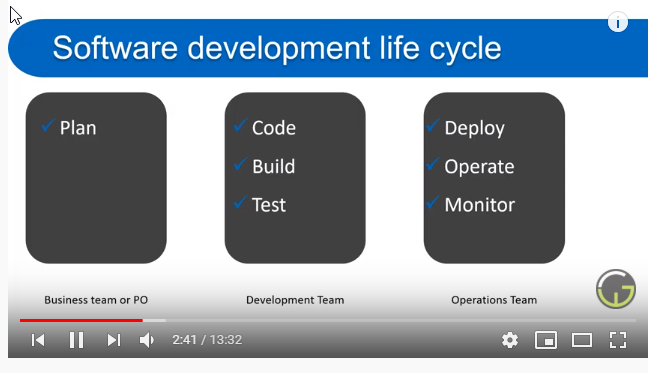 Software development life cycle
i
Plan
Code
Build
Test
Deploy
Operate
Monitor
Business team or PO
Development Team
Operations Team
2:41 / 13:32